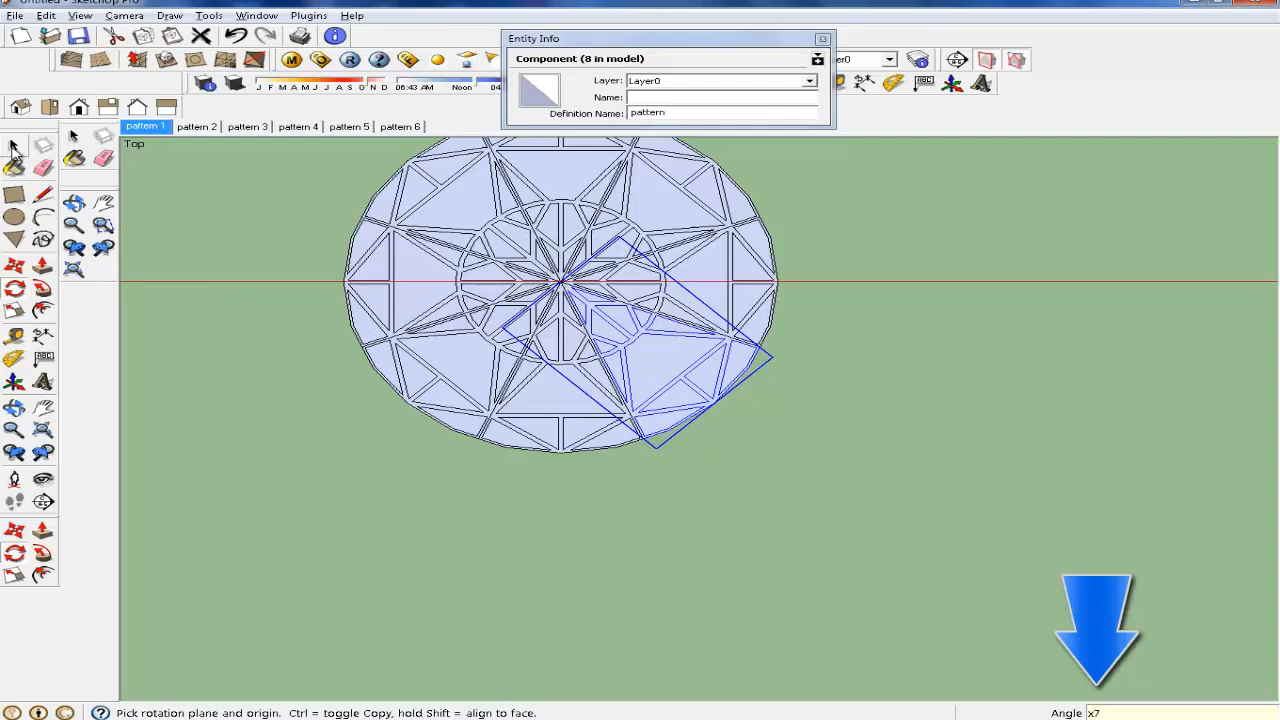 Untitled - SketchUp Pro
File Edit View Camera Draw Tools Window Plugins Help
Entity Info
Component (8 in model)
Layer: Layer0
Name:
Definition Name: pattern
J F M A M J J A S O N D 06:43 AM Noon 04
pattern 1 pattern 2 pattern 3 pattern 4 pattern 5 pattern 6
Top
ABC
Pick rotation plane and origin. Ctrl = toggle Copy, hold Shift = align to face.
Angle x7